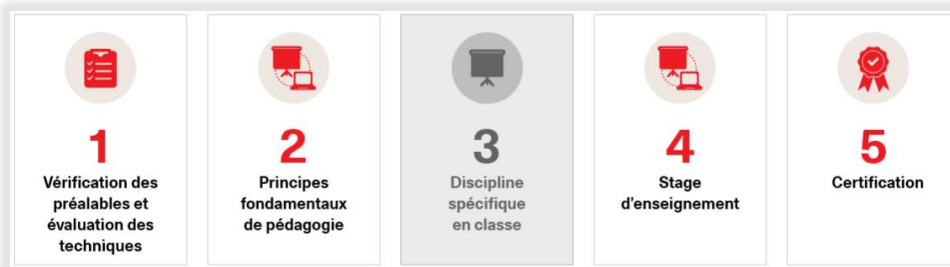 1
Vérification des
préalables et
évaluation des
techniques
2
Principes
fondamentaux
de pédagogie
3
Discipline
spécifique
en classe
4
Stage
d'enseignement
5
Certification